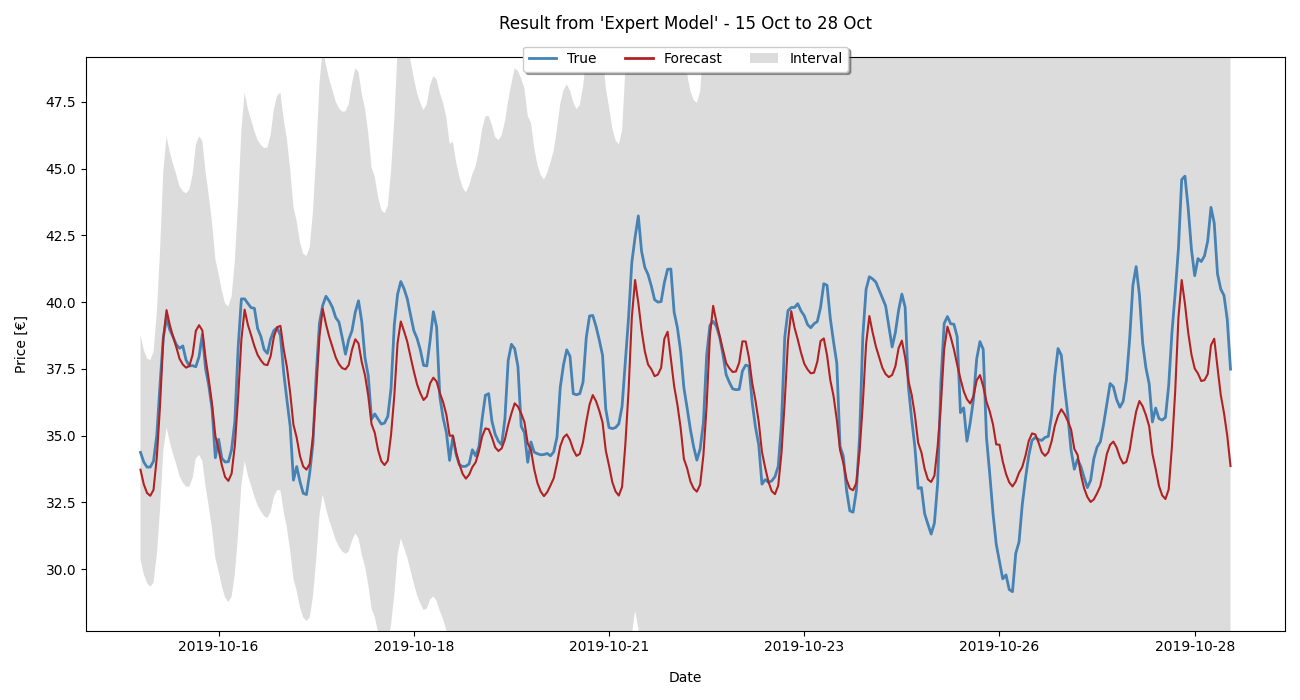 Result from 'Expert Model' - 15 Oct to 28 Oct
True Forecast Interval
47.5
45.0
42.5
40.0
37.5
35.0
32.5
30.0
Price [€]
2019-10-16 2019-10-18 2019-10-21 2019-10-23 2019-10-26 2019-10-28
Date